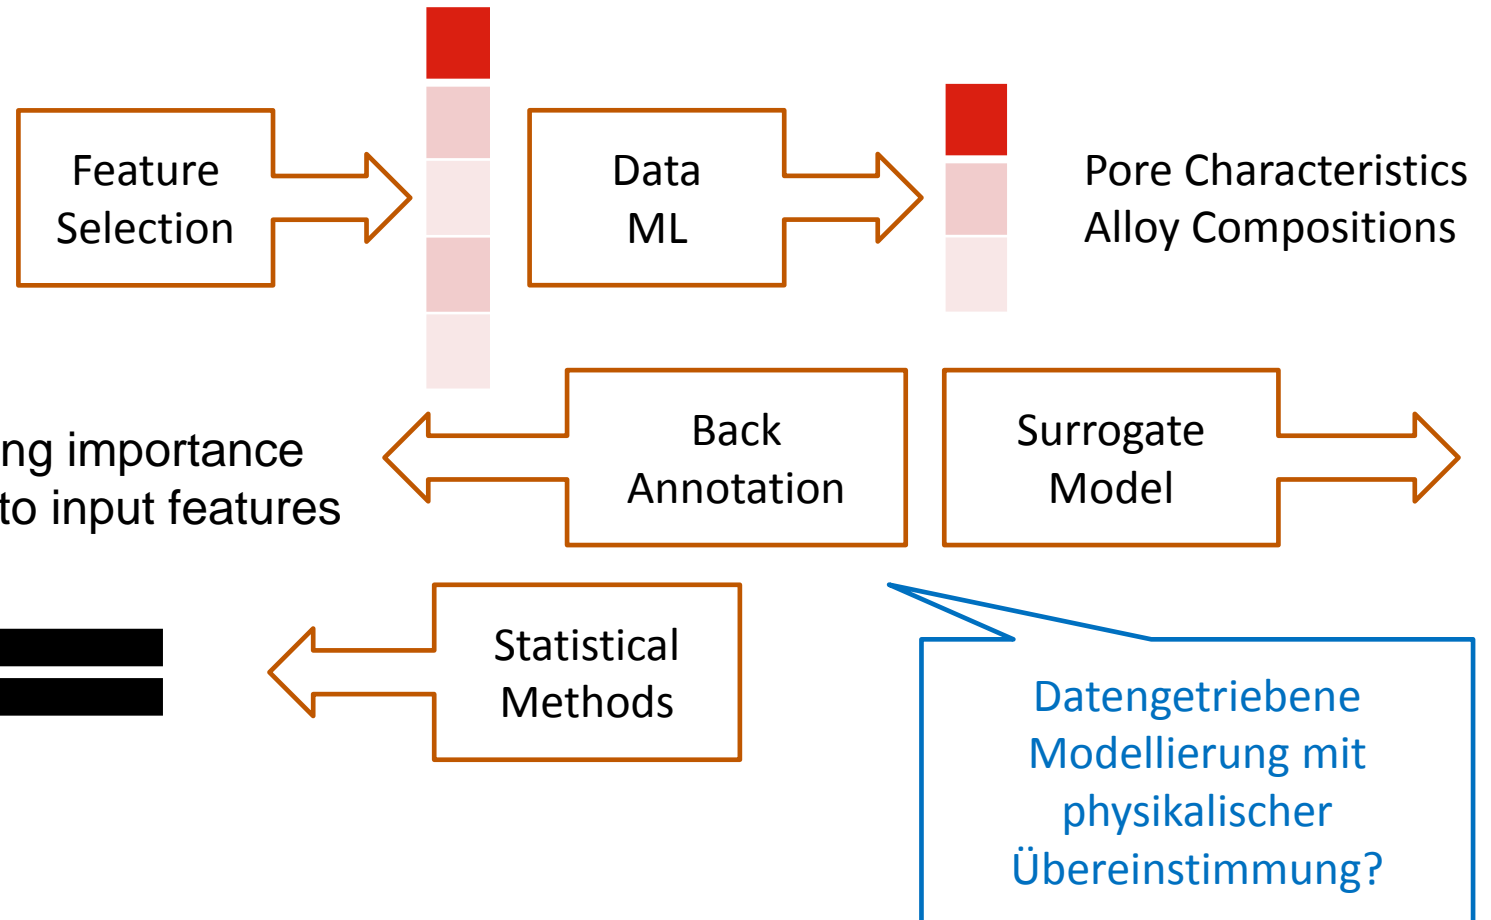 Feature
Selection
Data
ML
Pore Characteristics
Alloy Compositions
ng importance
to input features
Back
Annotation
Surrogate
Model
Statistical
Methods
Datengetriebene
Modellierung mit
physikalischer
Übereinstimmung?